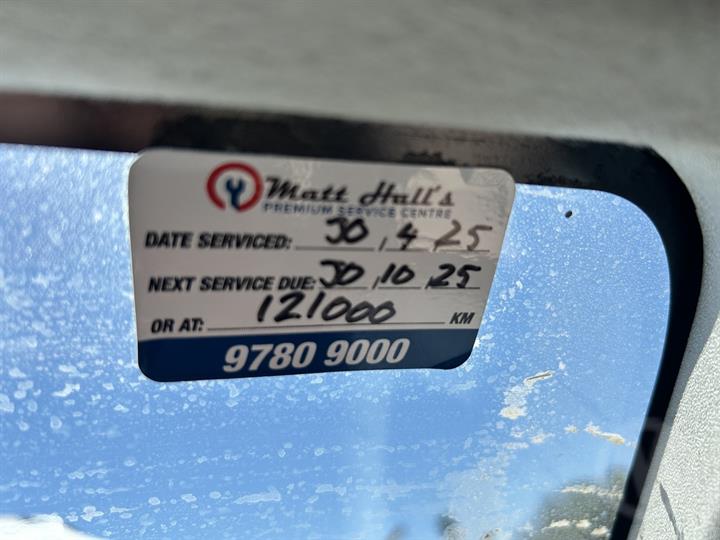 Matt Hall's
PREMIUM SERVICE CENTRE
DATE SERVICED: 30, 4, 25
NEXT SERVICE DUE: 30, 10, 25
OR AT: 121000 KM
9780 9000